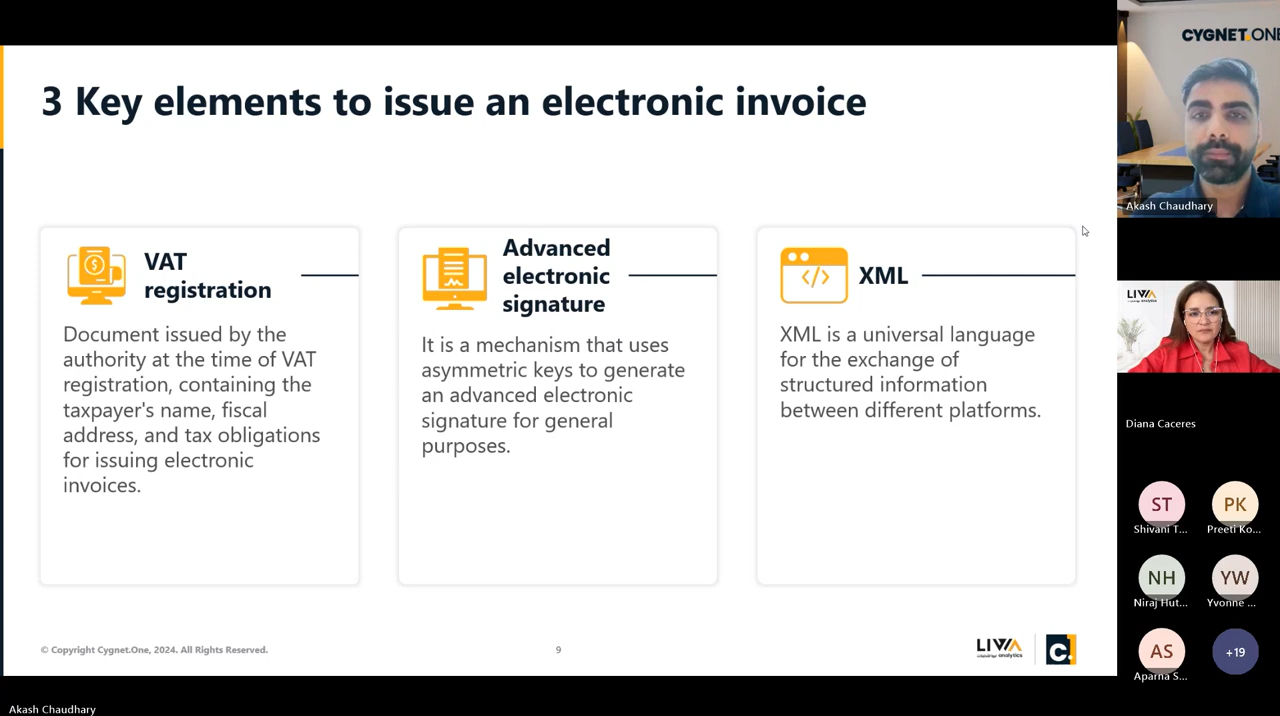 3 Key elements to issue an electronic invoice
VAT
registration
Document issued by the
authority at the time of VAT
registration, containing the
taxpayer's name, fiscal
address, and tax obligations
for issuing electronic
invoices.
Advanced
electronic
signature
It is a mechanism that uses
asymmetric keys to generate
an advanced electronic
signature for general
purposes.
XML
</>
XML is a universal language
for the exchange of
structured information
between different platforms.
© Copyright Cygnet.One, 2024. All Rights Reserved.
9
LIVVA
analytics
c.
CYGNET.ONE
Akash Chaudhary
LIVVA
analytics
Diana Caceres
ST
Shivani T...
PK
Preeti Ko...
NH
Niraj Hut...
YW
Yvonne ...
AS
Aparna S...
+19
Akash Chaudhary